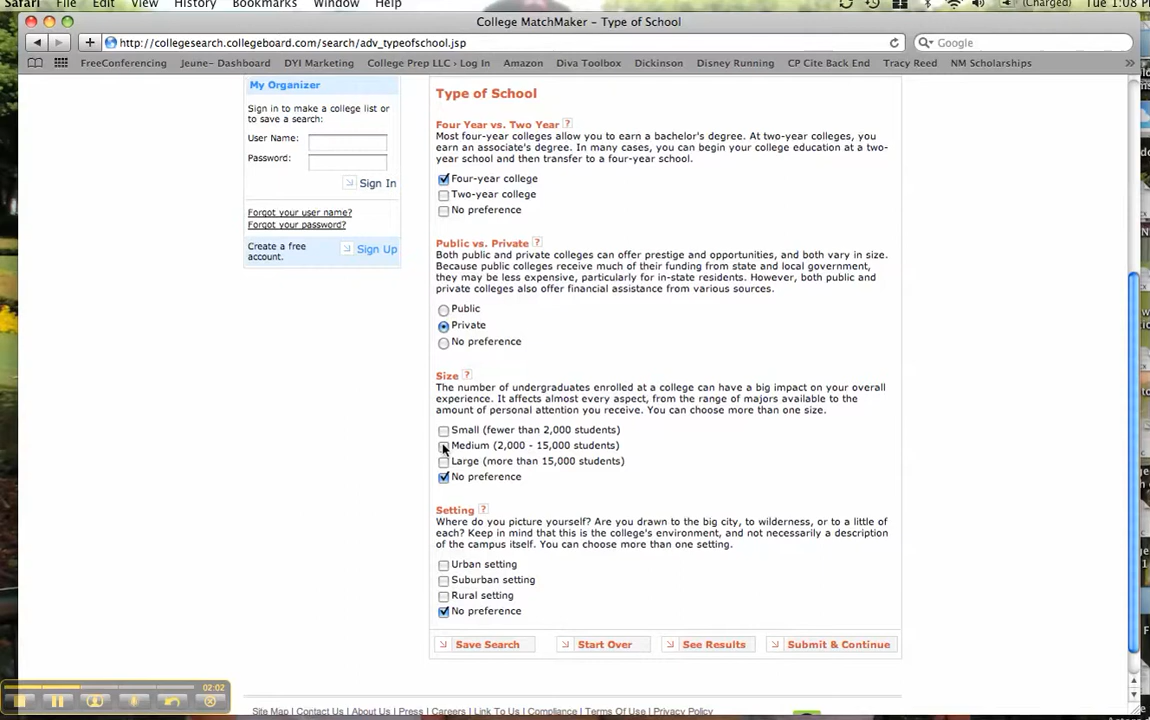 Safari File Edit View History Bookmarks Window Help (Charged) Tue 1:08 P
College MatchMaker – Type of School
http://collegesearch.collegeboard.com/search/adv_typeofschool.jsp Google
FreeConferencing Jeune- Dashboard DYI Marketing College Prep LLC › Log In Amazon Diva Toolbox Dickinson Disney Running CP Cite Back End Tracy Reed NM Scholarships
My Organizer
Sign in to make a college list or
to save a search:
User Name:
Password:
Sign In
Forgot your user name?
Forgot your password?
Create a free
account.
Sign Up
Type of School
Four Year vs. Two Year ?
Most four-year colleges allow you to earn a bachelor's degree. At two-year colleges, you
earn an associate's degree. In many cases, you can begin your college education at a two-
year school and then transfer to a four-year school.
Four-year college
Two-year college
No preference
Public vs. Private ?
Both public and private colleges can offer prestige and opportunities, and both vary in size.
Because public colleges receive much of their funding from state and local government,
they may be less expensive, particularly for in-state residents. However, both public and
private colleges also offer financial assistance from various sources.
Public
Private
No preference
Size ?
The number of undergraduates enrolled at a college can have a big impact on your overall
experience. It affects almost every aspect, from the range of majors available to the
amount of personal attention you receive. You can choose more than one size.
Small (fewer than 2,000 students)
Medium (2,000 - 15,000 students)
Large (more than 15,000 students)
No preference
Setting ?
Where do you picture yourself? Are you drawn to the big city, to wilderness, or to a little of
each? Keep in mind that this is the college's environment, and not necessarily a description
of the campus itself. You can choose more than one setting.
Urban setting
Suburban setting
Rural setting
No preference
Save Search Start Over See Results Submit & Continue
02:02
Site Map | Contact Us | About Us | Press | Careers | Link To Us | Compliance | Terms Of Use | Privacy Policy